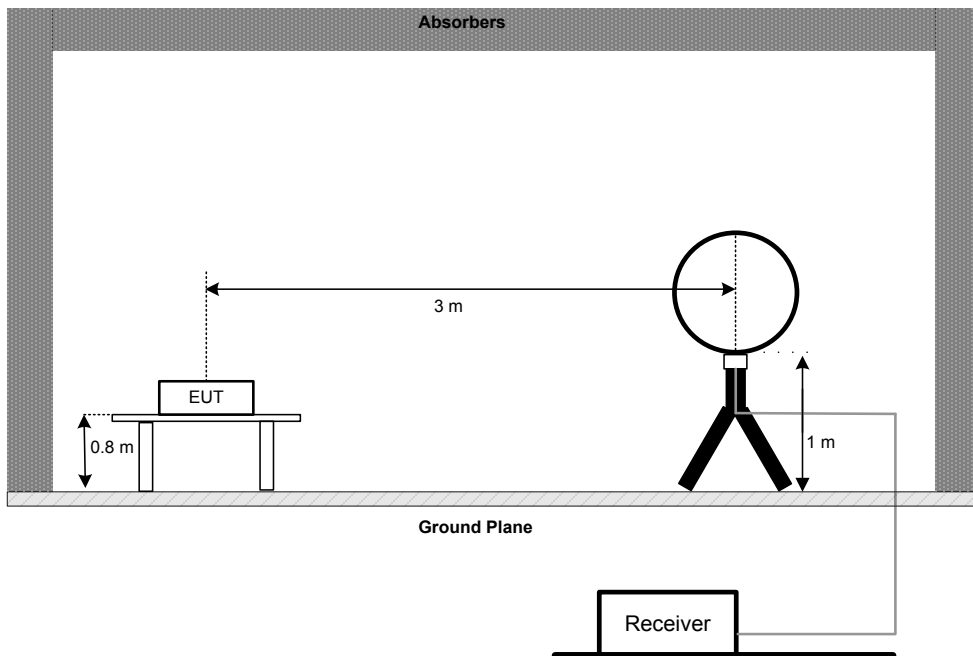 Absorbers
3 m
EUT
0.8 m
1 m
Ground Plane
Receiver